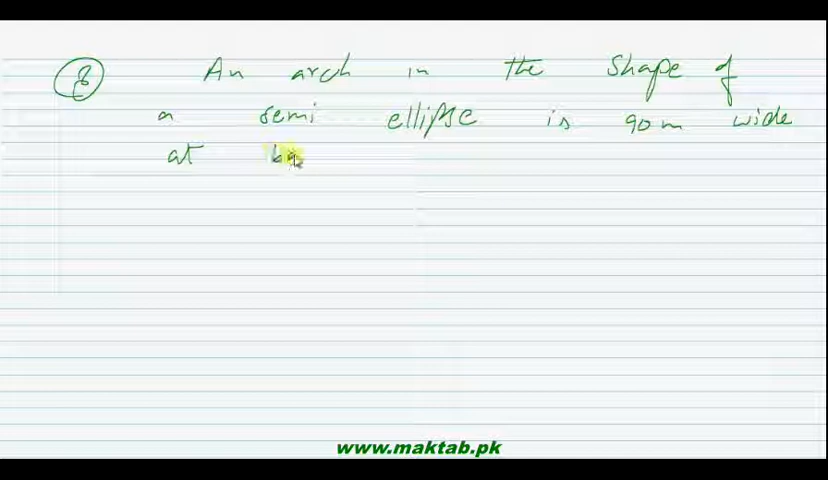 8 An arch in the shape of
a semi ellipse is 90m wide
at
www.maktab.pk